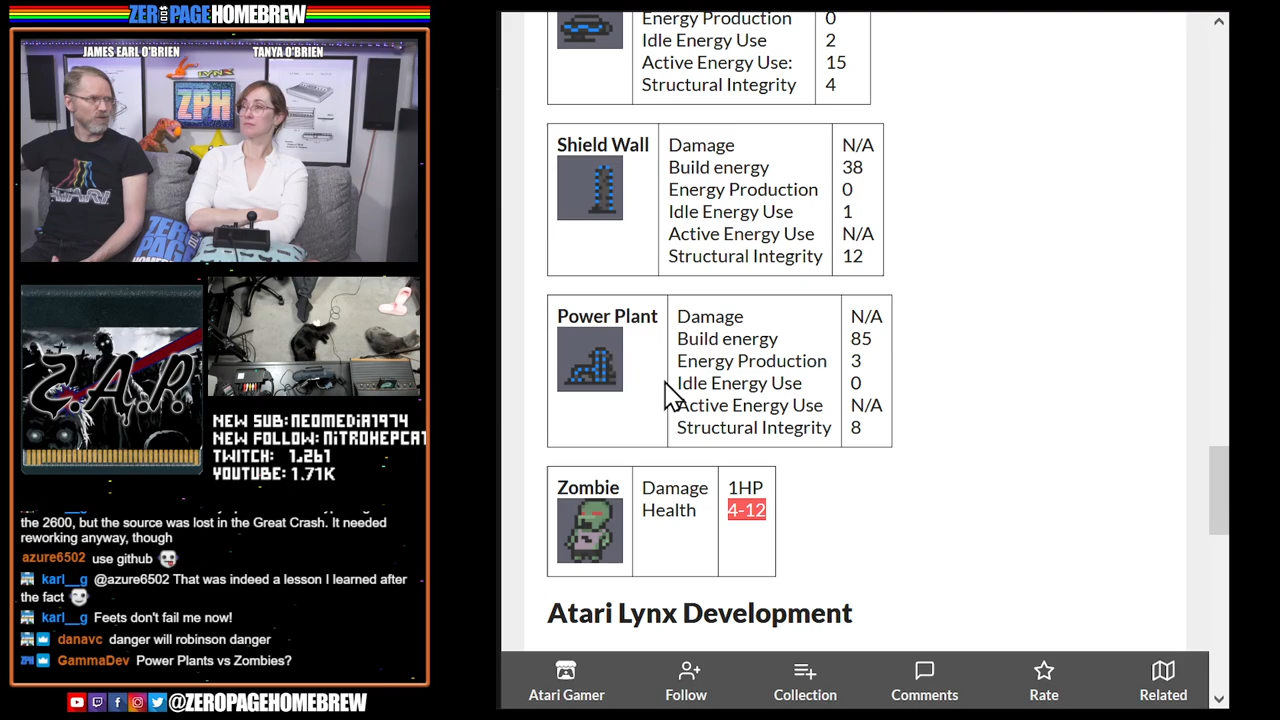 ZERO PAGE HOMEBREW
JAMES EARL O'BRIEN
TANYA O'BRIEN
LYNX
ZPH
ATARI
Z.A.P.
NEW SUB:NEOMEDIA1974
NEW FOLLOW:NITROHEPCAT
TWITCH: 1,261
YOUTUBE: 1.71K
the 2600, but the source was lost in the Great Crash. It needed
reworking anyway, though
azure6502 use github
karl__g @azure6502 That was indeed a lesson I learned after
the fact
karl__g Feets don't fail me now!
danavc danger will robinson danger
GammaDev Power Plants vs Zombies?
@ZEROPAGEHOMEBREW
Energy Production 0
Idle Energy Use 2
Active Energy Use: 15
Structural Integrity 4
Shield Wall
Damage N/A
Build energy 38
Energy Production 0
Idle Energy Use 1
Active Energy Use N/A
Structural Integrity 12
Power Plant
Damage N/A
Build energy 85
Energy Production 3
Idle Energy Use 0
Active Energy Use N/A
Structural Integrity 8
Zombie
Damage 1HP
Health 4-12
Atari Lynx Development
Atari Gamer
Follow
Collection
Comments
Rate
Related